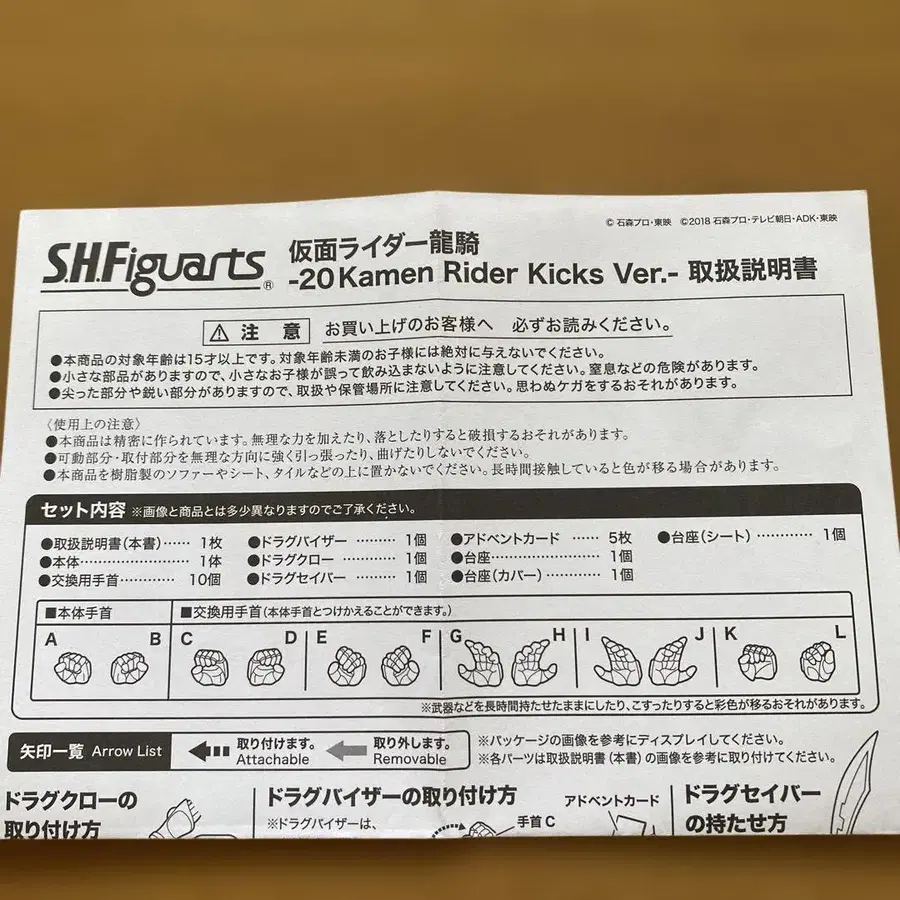 © 石森プロ・東映 ©2018 石森プロ・テレビ朝日・ADK・東映
S.H.Figuarts® 仮面ライダー龍騎
-20 Kamen Rider Kicks Ver.- 取扱説明書
⚠ 注 意 お買い上げのお客様へ 必ずお読みください。
●本商品の対象年齢は15才以上です。対象年齢未満のお子様には絶対に与えないでください。
●小さな部品がありますので、小さなお子様が誤って飲み込まないように注意してください。窒息などの危険があります。
●尖った部分や鋭い部分がありますので、取扱や保管場所に注意してください。思わぬケガをするおそれがあります。
〈使用上の注意〉
●本商品は精密に作られています。無理な力を加えたり、落としたりすると破損するおそれがあります。
●可動部分・取付部分を無理な方向に強く引っ張ったり、曲げたりしないでください。
●本商品を樹脂製のソファーやシート、タイルなどの上に置かないでください。長時間接触していると色が移る場合があります。
セット内容 ※画像と商品とは多少異なりますのでご了承ください。
●取扱説明書(本書)…… 1枚 ●ドラグバイザー …… 1個 ●アドベントカード …… 5枚 ●台座(シート)………… 1個
●本体………………… 1体 ●ドラグクロー………… 1個 ●台座………………… 1個
●交換用手首………… 10個 ●ドラグセイバー …… 1個 ●台座(カバー)………… 1個
■本体手首 ■交換用手首(本体手首とつけかえることができます。)
A B C D E F G H I J K L
※武器などを長時間持たせたままにしたり、こすったりすると彩色が移るおそれがあります。
矢印一覧 Arrow List 取り付けます。 Attachable 取り外します。 Removable
※パッケージの画像を参考にディスプレイしてください。
※各パーツは取扱説明書(本書)の画像を参考に取り付けてください。
ドラグクローの
取り付け方
ドラグバイザーの取り付け方
※ドラグバイザーは、
手首 C
アドベントカード
ドラグセイバー
の持たせ方